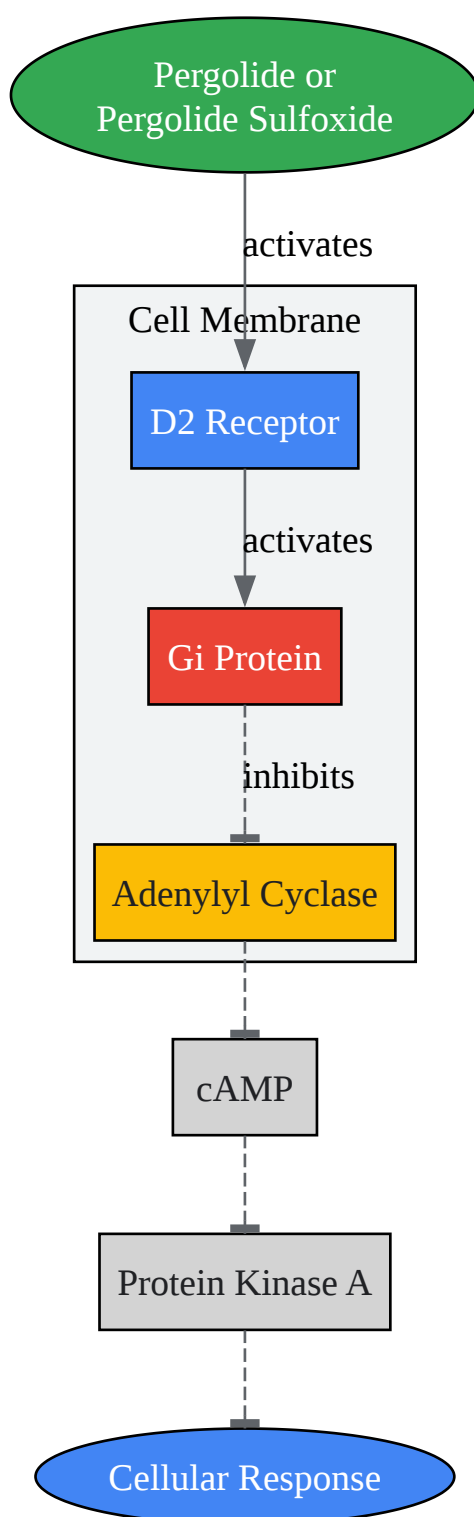 Pergolide or
Pergolide Sulfoxide
activates
Cell Membrane
D2 Receptor
activates
Gi Protein
inhibits
Adenylyl Cyclase
cAMP
Protein Kinase A
Cellular Response